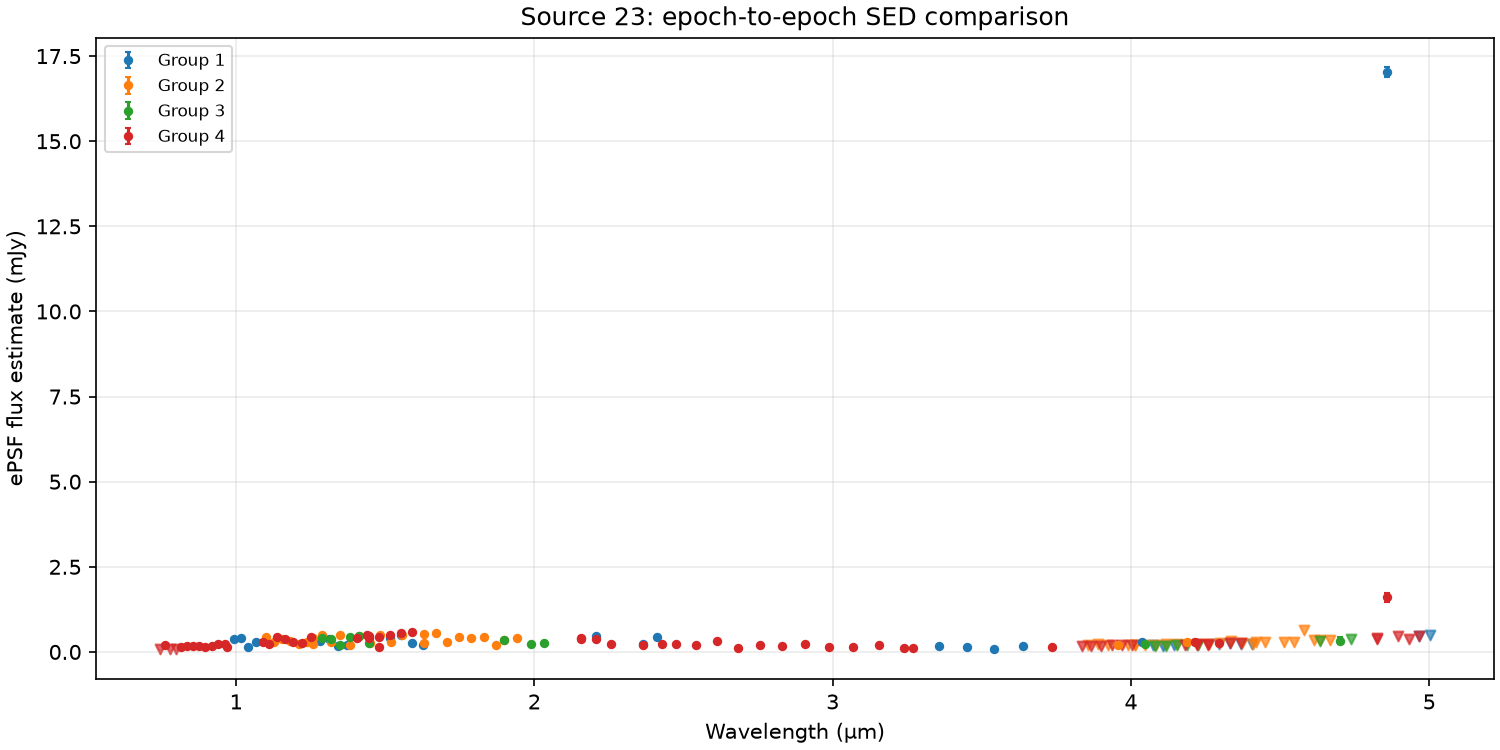 Source 23: epoch-to-epoch SED comparison
Group 1
Group 2
Group 3
Group 4
17.5
15.0
12.5
10.0
7.5
5.0
2.5
0.0
ePSF flux estimate (mJy)
1 2 3 4 5
Wavelength (μm)